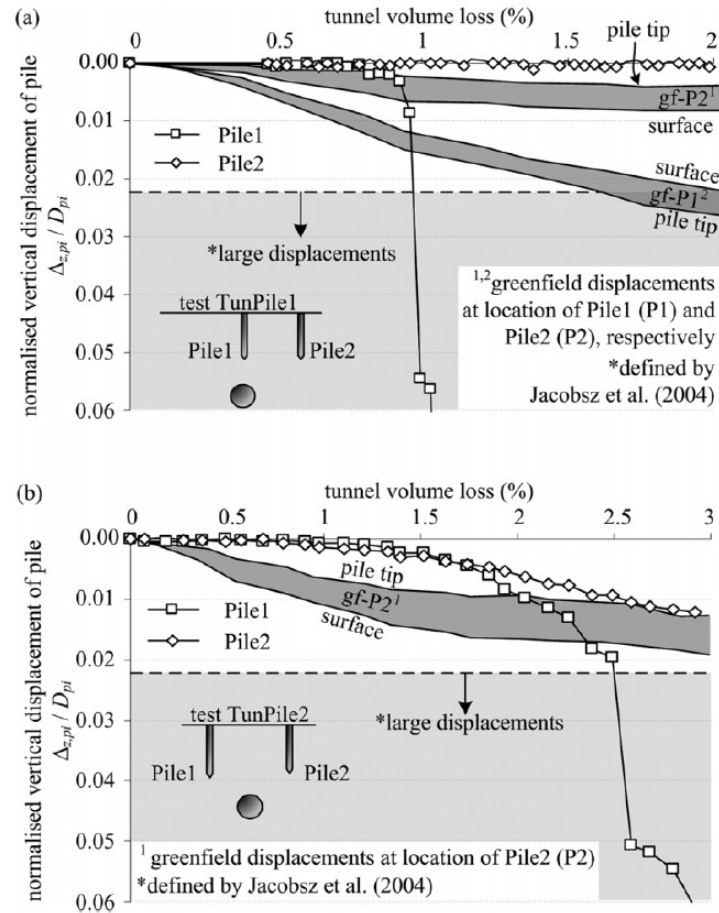 (a)
tunnel volume loss (%)
0 0.5 1 1.5 2
normalised vertical displacement of pile
Δz,pi / Dpi
0.00
0.01
0.02
0.03
0.04
0.05
0.06
pile tip
gf-P2¹
surface
Pile1
Pile2
surface
gf-P1²
pile tip
*large displacements
test TunPile1
Pile1 Pile2
¹,²greenfield displacements
at location of Pile1 (P1) and
Pile2 (P2), respectively
*defined by
Jacobsz et al. (2004)
(b)
tunnel volume loss (%)
0 0.5 1 1.5 2 2.5 3
normalised vertical displacement of pile
Δz,pi / Dpi
0.00
0.01
0.02
0.03
0.04
0.05
0.06
pile tip
gf-P2¹
surface
Pile1
Pile2
*large displacements
test TunPile2
Pile1 Pile2
¹ greenfield displacements at location of Pile2 (P2)
*defined by Jacobsz et al. (2004)